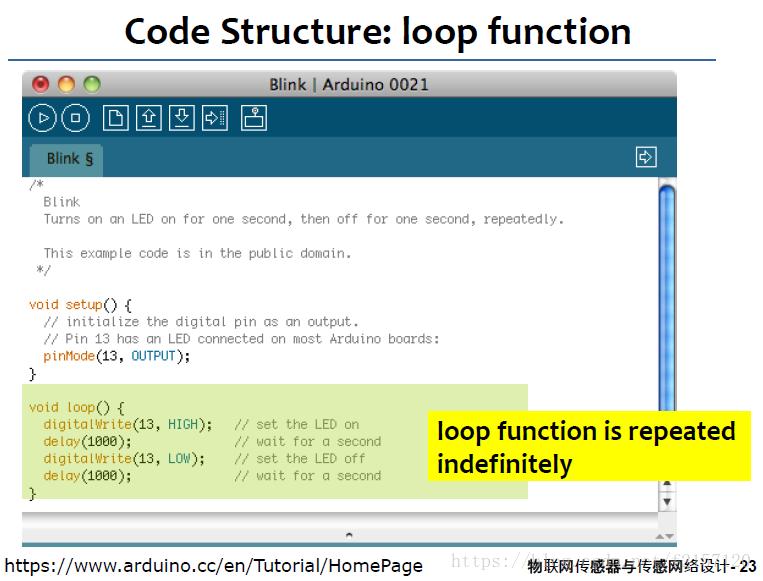 Code Structure: loop function
Blink | Arduino 0021
Blink §
/*
  Blink
  Turns on an LED on for one second, then off for one second, repeatedly.

  This example code is in the public domain.
 */

void setup() {
  // initialize the digital pin as an output.
  // Pin 13 has an LED connected on most Arduino boards:
  pinMode(13, OUTPUT);
}

void loop() {
  digitalWrite(13, HIGH);   // set the LED on
  delay(1000);              // wait for a second
  digitalWrite(13, LOW);    // set the LED off
  delay(1000);              // wait for a second
}
loop function is repeated
indefinitely
https://www.arduino.cc/en/Tutorial/HomePage
物联网传感器与传感网络设计- 23